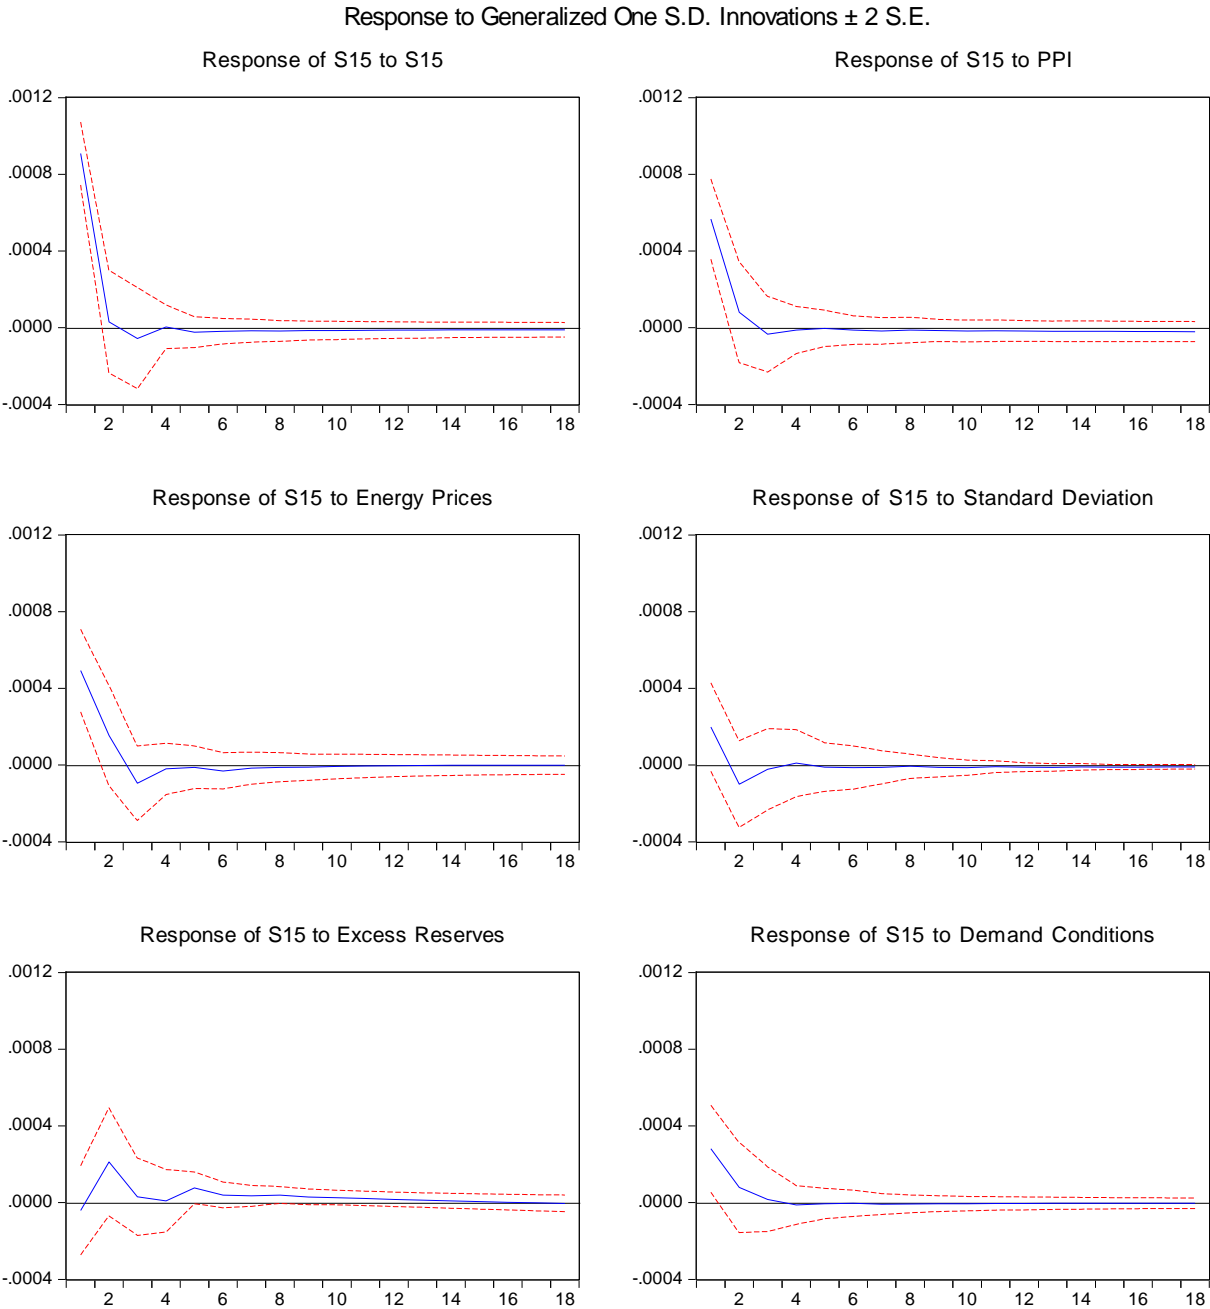 Response to Generalized One S.D. Innovations ± 2 S.E.
Response of S15 to S15
.0012
.0008
.0004
.0000
-.0004
2 4 6 8 10 12 14 16 18
Response of S15 to PPI
.0012
.0008
.0004
.0000
-.0004
2 4 6 8 10 12 14 16 18
Response of S15 to Energy Prices
.0012
.0008
.0004
.0000
-.0004
2 4 6 8 10 12 14 16 18
Response of S15 to Standard Deviation
.0012
.0008
.0004
.0000
-.0004
2 4 6 8 10 12 14 16 18
Response of S15 to Excess Reserves
.0012
.0008
.0004
.0000
-.0004
2 4 6 8 10 12 14 16 18
Response of S15 to Demand Conditions
.0012
.0008
.0004
.0000
-.0004
2 4 6 8 10 12 14 16 18